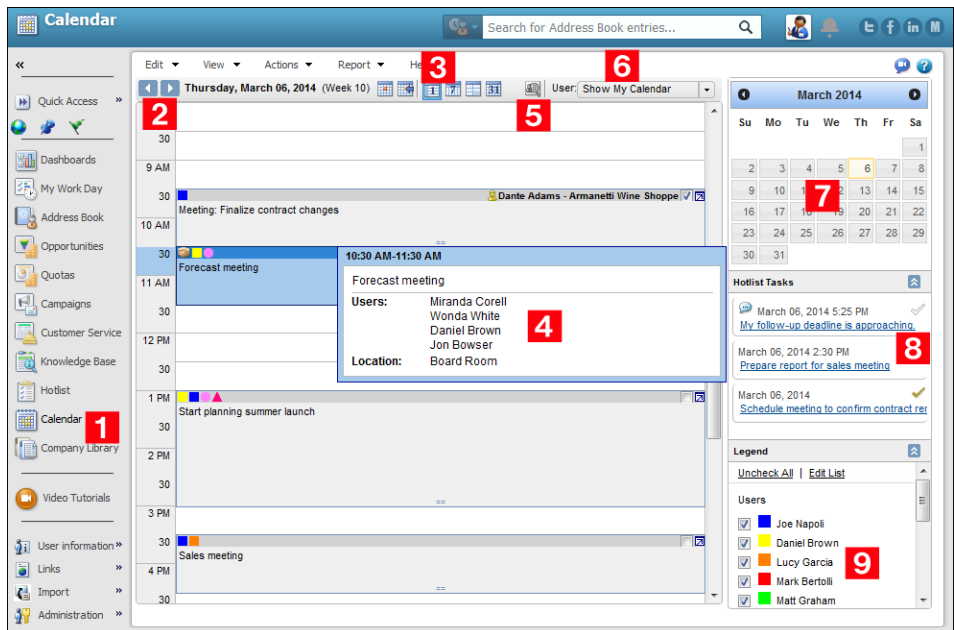 Calendar
Search for Address Book entries...
t f in M
«
Quick Access »
Dashboards
My Work Day
Address Book
Opportunities
Quotas
Campaigns
Customer Service
Knowledge Base
Hotlist
Calendar
1
Company Library
Video Tutorials
User information »
Links »
Import »
Administration »
Edit View Actions Report He
3
6
2
Thursday, March 06, 2014 (Week 10) 1 7 31 User: Show My Calendar
5
30
9 AM
30
Dante Adams - Armanetti Wine Shoppe
Meeting: Finalize contract changes
10 AM
30
Forecast meeting
11 AM
30
12 PM
30
1 PM
Start planning summer launch
30
2 PM
30
3 PM
30
Sales meeting
4 PM
30
10:30 AM-11:30 AM
Forecast meeting
Users: Miranda Corell
Wonda White
Daniel Brown
Jon Bowser
4
Location: Board Room
March 2014
Su Mo Tu We Th Fr Sa
1
2 3 4 5 6 7 8
9 10 1 2 13 14 15
7
16 17 18 19 20 21 22
23 24 25 26 27 28 29
30 31
Hotlist Tasks
March 06, 2014 5:25 PM
My follow-up deadline is approaching.
8
March 06, 2014 2:30 PM
Prepare report for sales meeting
March 06, 2014
Schedule meeting to confirm contract rer
Legend
Uncheck All | Edit List
Users
Joe Napoli
Daniel Brown
Lucy Garcia
9
Mark Bertolli
Matt Graham